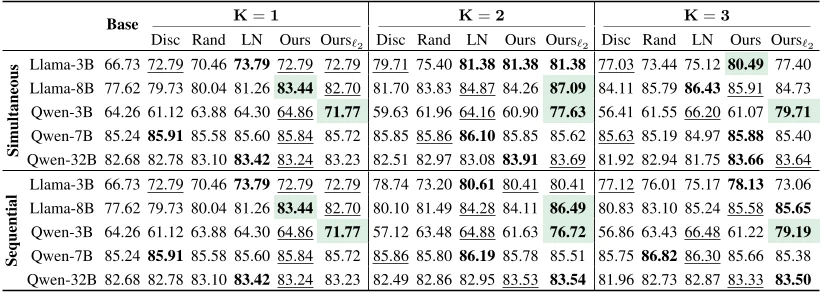 Base K = 1 K = 2 K = 3
Disc Rand LN Ours Oursℓ2 Disc Rand LN Ours Oursℓ2 Disc Rand LN Ours Oursℓ2
Simultaneous
Llama-3B 66.73 72.79 70.46 73.79 72.79 72.79 79.71 75.40 81.38 81.38 81.38 77.03 73.44 75.12 80.49 77.40
Llama-8B 77.62 79.73 80.04 81.26 83.44 82.70 81.70 83.83 84.87 84.26 87.09 84.11 85.79 86.43 85.91 84.73
Qwen-3B 64.26 61.12 63.88 64.30 64.86 71.77 59.63 61.96 64.16 60.90 77.63 56.41 61.55 66.20 61.07 79.71
Qwen-7B 85.24 85.91 85.58 85.60 85.84 85.72 85.85 85.86 86.10 85.85 85.62 85.63 85.19 84.97 85.88 85.40
Qwen-32B 82.68 82.78 83.10 83.42 83.24 83.23 82.51 82.97 83.08 83.91 83.69 81.92 82.94 81.75 83.66 83.64
Sequential
Llama-3B 66.73 72.79 70.46 73.79 72.79 72.79 78.74 73.20 80.61 80.41 80.41 77.12 76.01 75.17 78.13 73.06
Llama-8B 77.62 79.73 80.04 81.26 83.44 82.70 80.10 81.49 84.28 84.11 86.49 80.83 83.10 85.24 85.58 85.65
Qwen-3B 64.26 61.12 63.88 64.30 64.86 71.77 57.12 63.48 64.88 61.63 76.72 56.86 63.43 66.48 61.22 79.19
Qwen-7B 85.24 85.91 85.58 85.60 85.84 85.72 85.86 85.80 86.19 85.78 85.51 85.75 86.82 86.30 85.66 85.38
Qwen-32B 82.68 82.78 83.10 83.42 83.24 83.23 82.49 82.86 82.95 83.53 83.54 81.96 82.73 82.87 83.33 83.50